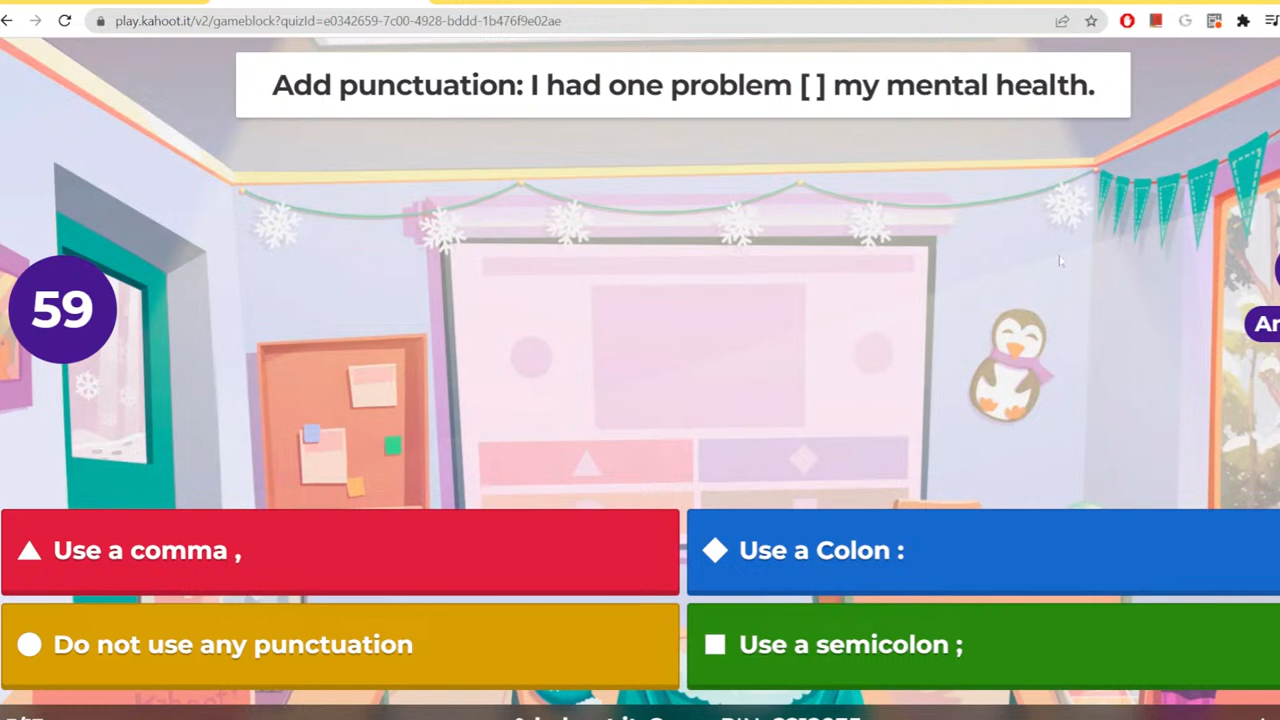 play.kahoot.it/v2/gameblock?quizId=e0342659-7c00-4928-bddd-1b476f9e02ae
Add punctuation: I had one problem [ ] my mental health.
59
Use a comma ,
Use a Colon :
Do not use any punctuation
Use a semicolon ;